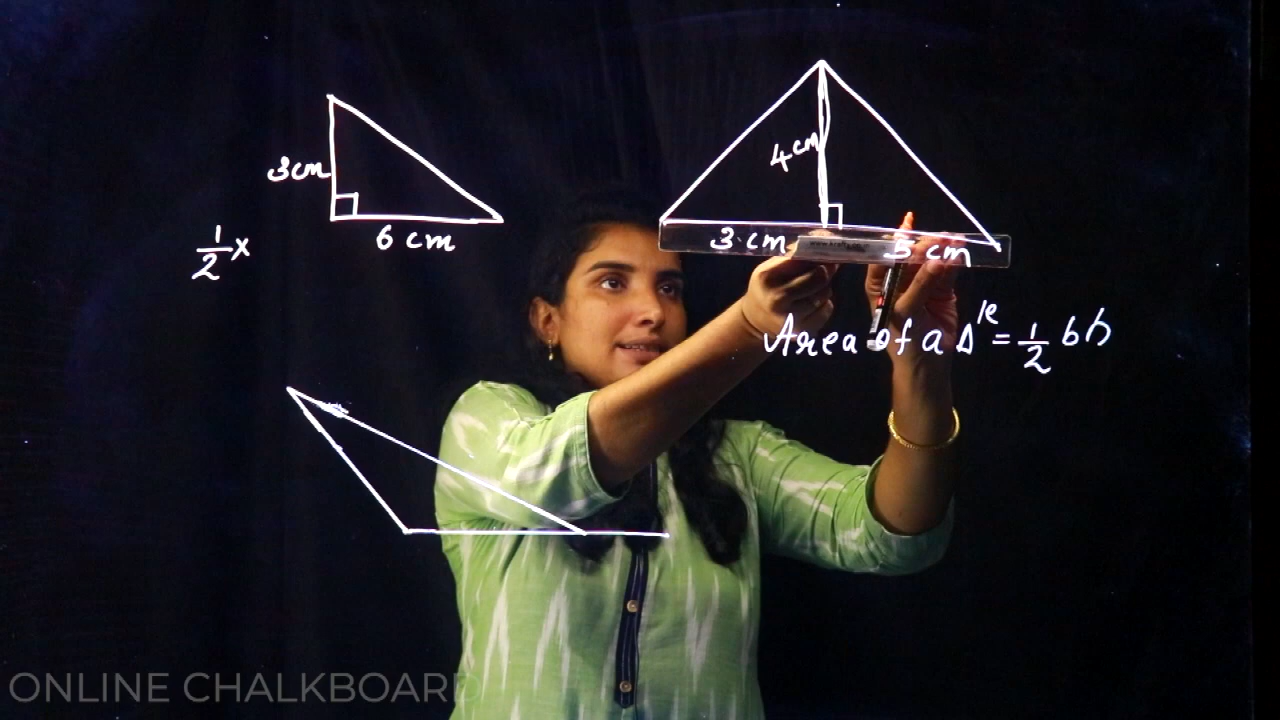 3cm
6 cm
1/2 x
4cm
3 cm
5 cm
Area of a Δle = 1/2 bh
ONLINE CHALKBOARD